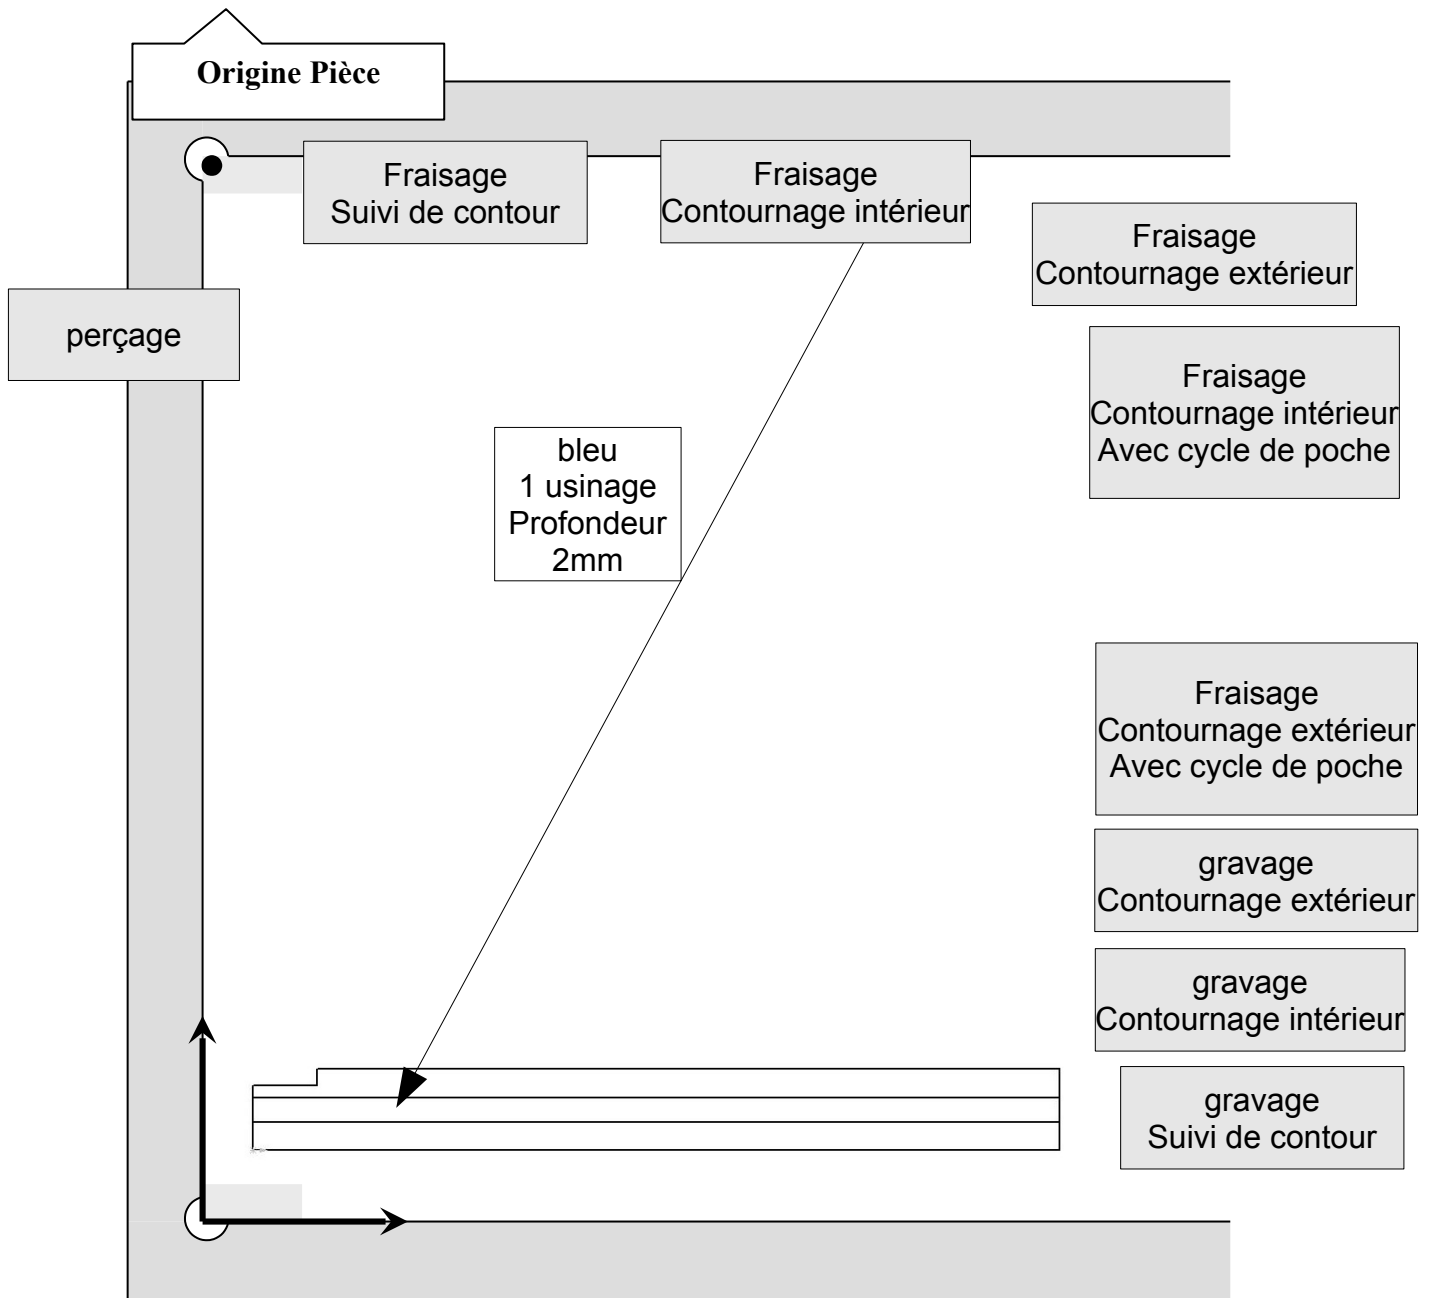 Origine Pièce
Fraisage
Suivi de contour
Fraisage
Contournage intérieur
Fraisage
Contournage extérieur
perçage
Fraisage
Contournage intérieur
Avec cycle de poche
bleu
1 usinage
Profondeur
2mm
Fraisage
Contournage extérieur
Avec cycle de poche
gravage
Contournage extérieur
gravage
Contournage intérieur
gravage
Suivi de contour